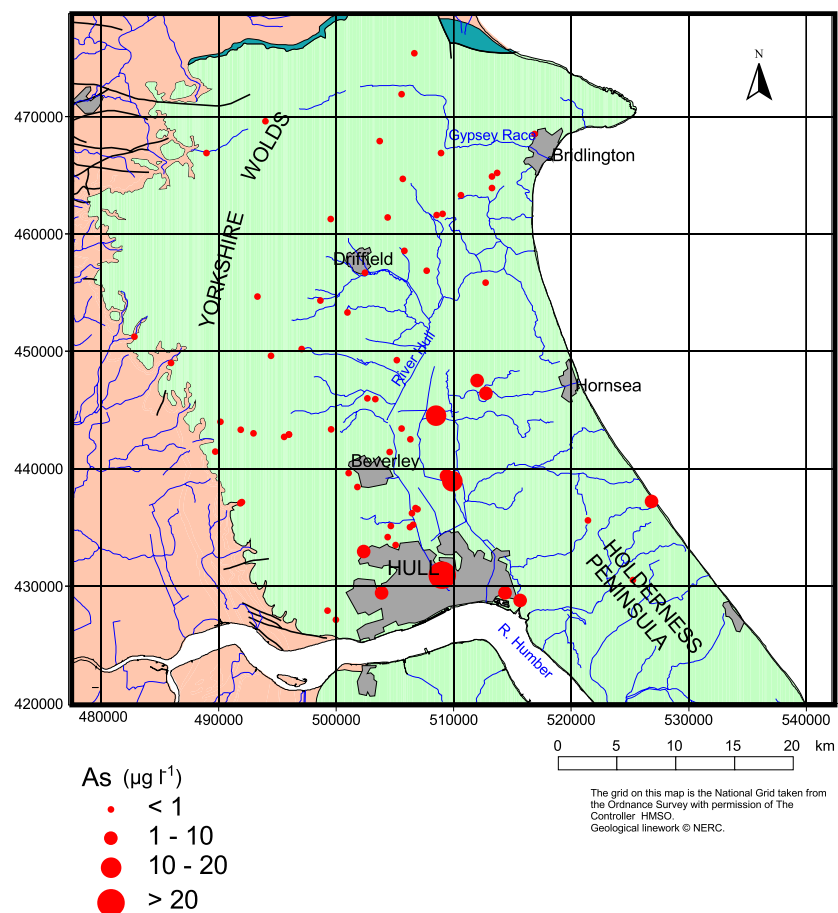 N
470000
460000
450000
440000
430000
420000
480000
490000
500000
510000
520000
530000
540000
YORKSHIRE WOLDS
Gypsey Race
Bridlington
Driffield
River Hull
Hornsea
Beverley
HULL
HOLDERNESS
PENINSULA
R. Humber
0 5 10 15 20 km
As (µg l-1)
< 1
1 - 10
10 - 20
> 20
The grid on this map is the National Grid taken from
the Ordnance Survey with permission of The
Controller HMSO.
Geological linework © NERC.